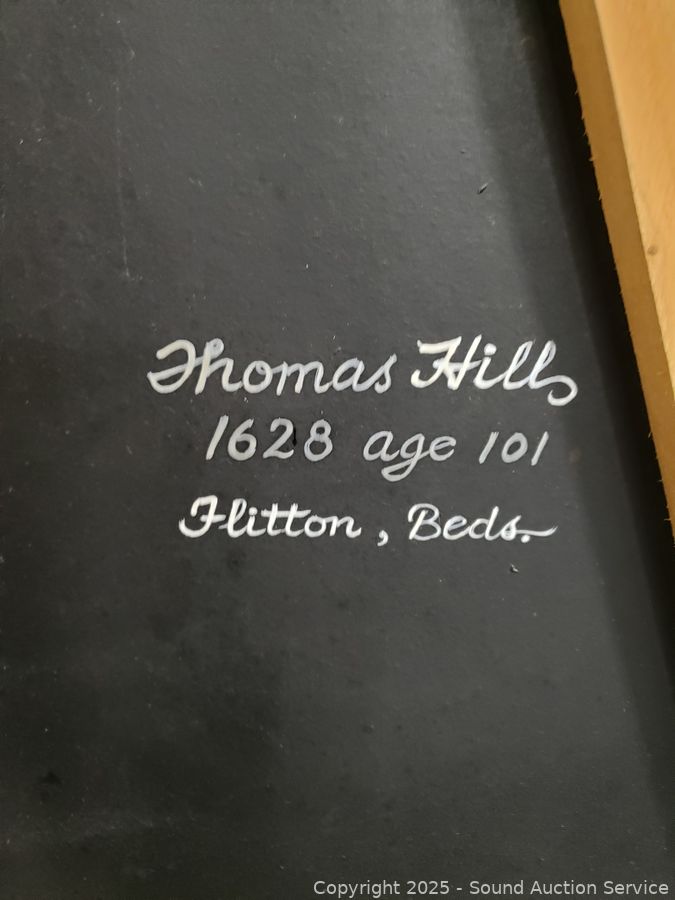 Thomas Hill
1628 age 101
Flitton, Beds.
Copyright 2025 - Sound Auction Service